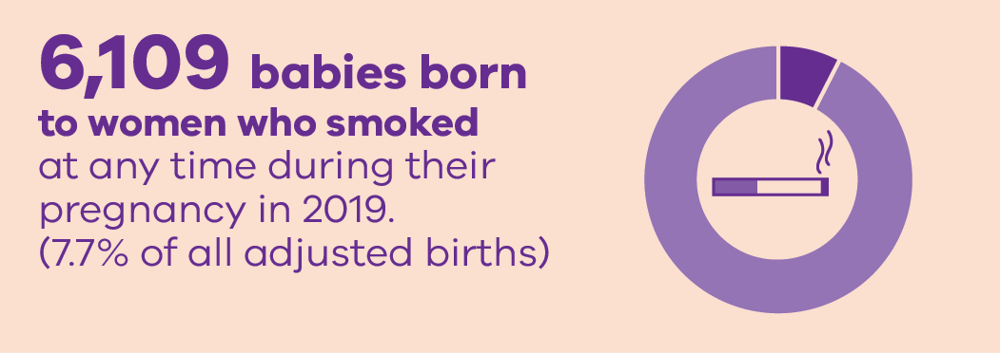 6,109 babies born
to women who smoked
at any time during their
pregnancy in 2019.
(7.7% of all adjusted births)